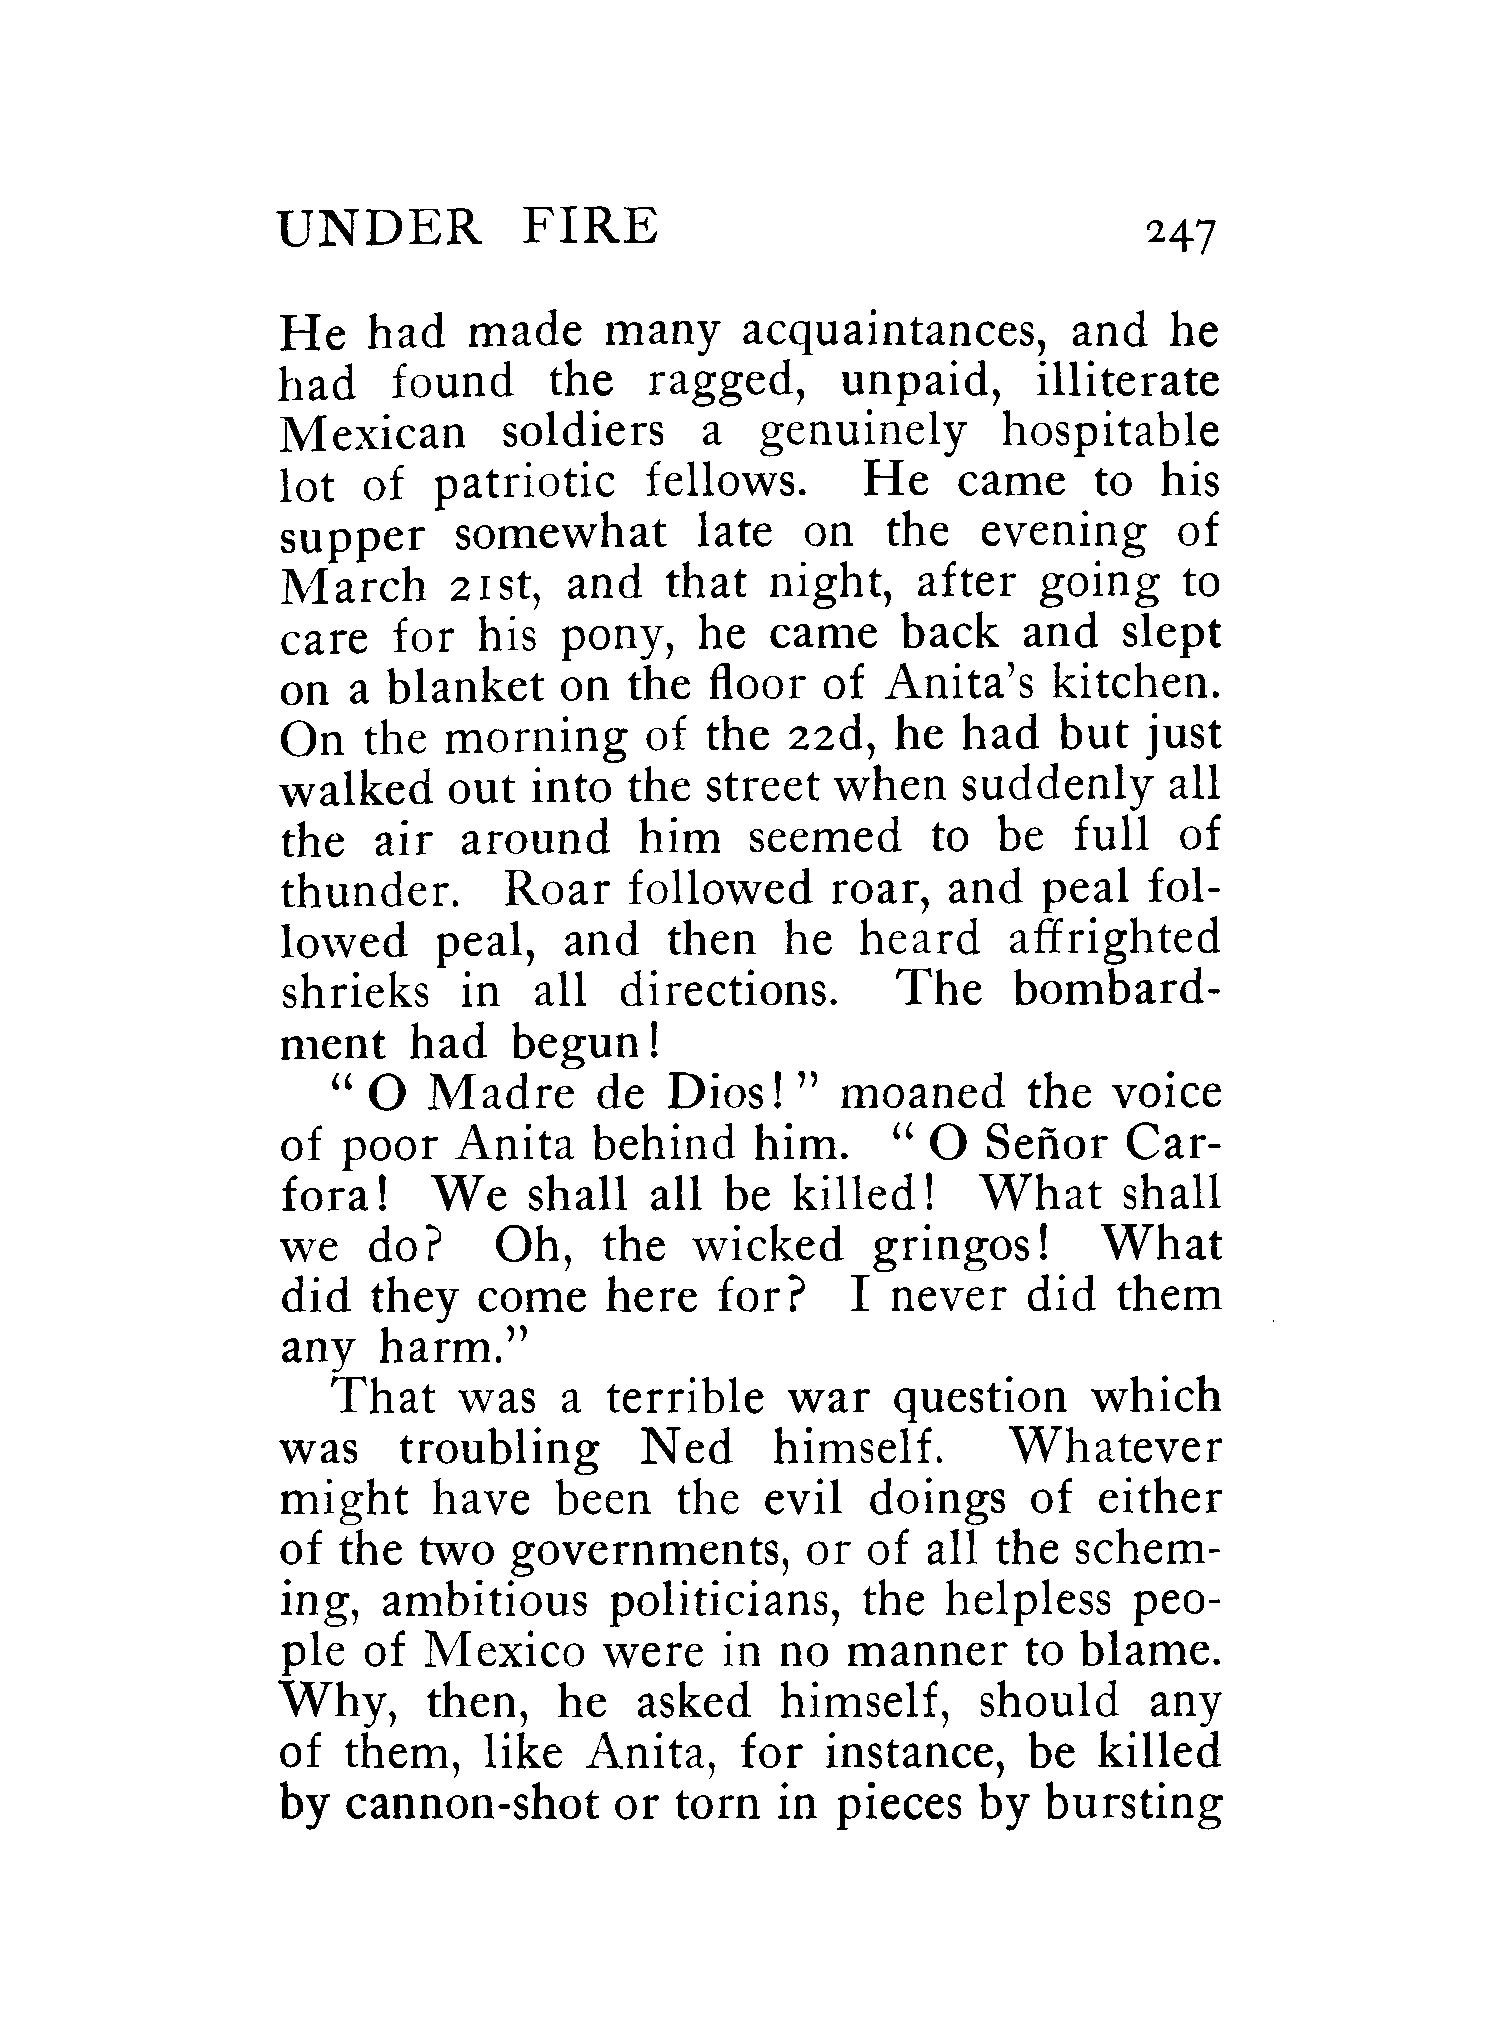 UNDER FIRE 247
He had made many acquaintances, and he
had found the ragged, unpaid, illiterate
Mexican soldiers a genuinely hospitable
lot of patriotic fellows. He came to his
supper somewhat late on the evening of
March 21st, and that night, after going to
care for his pony, he came back and slept
on a blanket on the floor of Anita's kitchen.
On the morning of the 22d, he had but just
walked out into the street when suddenly all
the air around him seemed to be full of
thunder. Roar followed roar, and peal fol-
lowed peal, and then he heard affrighted
shrieks in all directions. The bombard-
ment had begun!
" O Madre de Dios! " moaned the voice
of poor Anita behind him. " O Señor Car-
fora! We shall all be killed! What shall
we do? Oh, the wicked gringos! What
did they come here for? I never did them
any harm."
That was a terrible war question which
was troubling Ned himself. Whatever
might have been the evil doings of either
of the two governments, or of all the schem-
ing, ambitious politicians, the helpless peo-
ple of Mexico were in no manner to blame.
Why, then, he asked himself, should any
of them, like Anita, for instance, be killed
by cannon-shot or torn in pieces by bursting